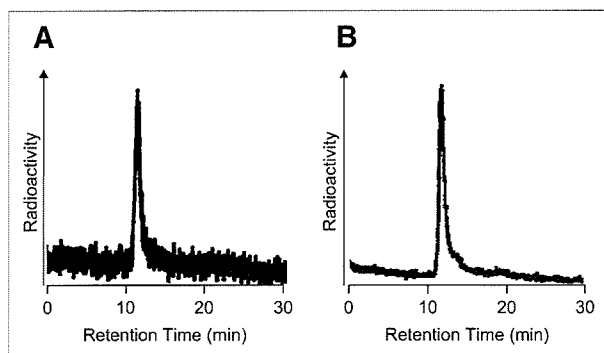 A
Radioactivity
0 10 20 30
Retention Time (min)
B
Radioactivity
0 10 20 30
Retention Time (min)